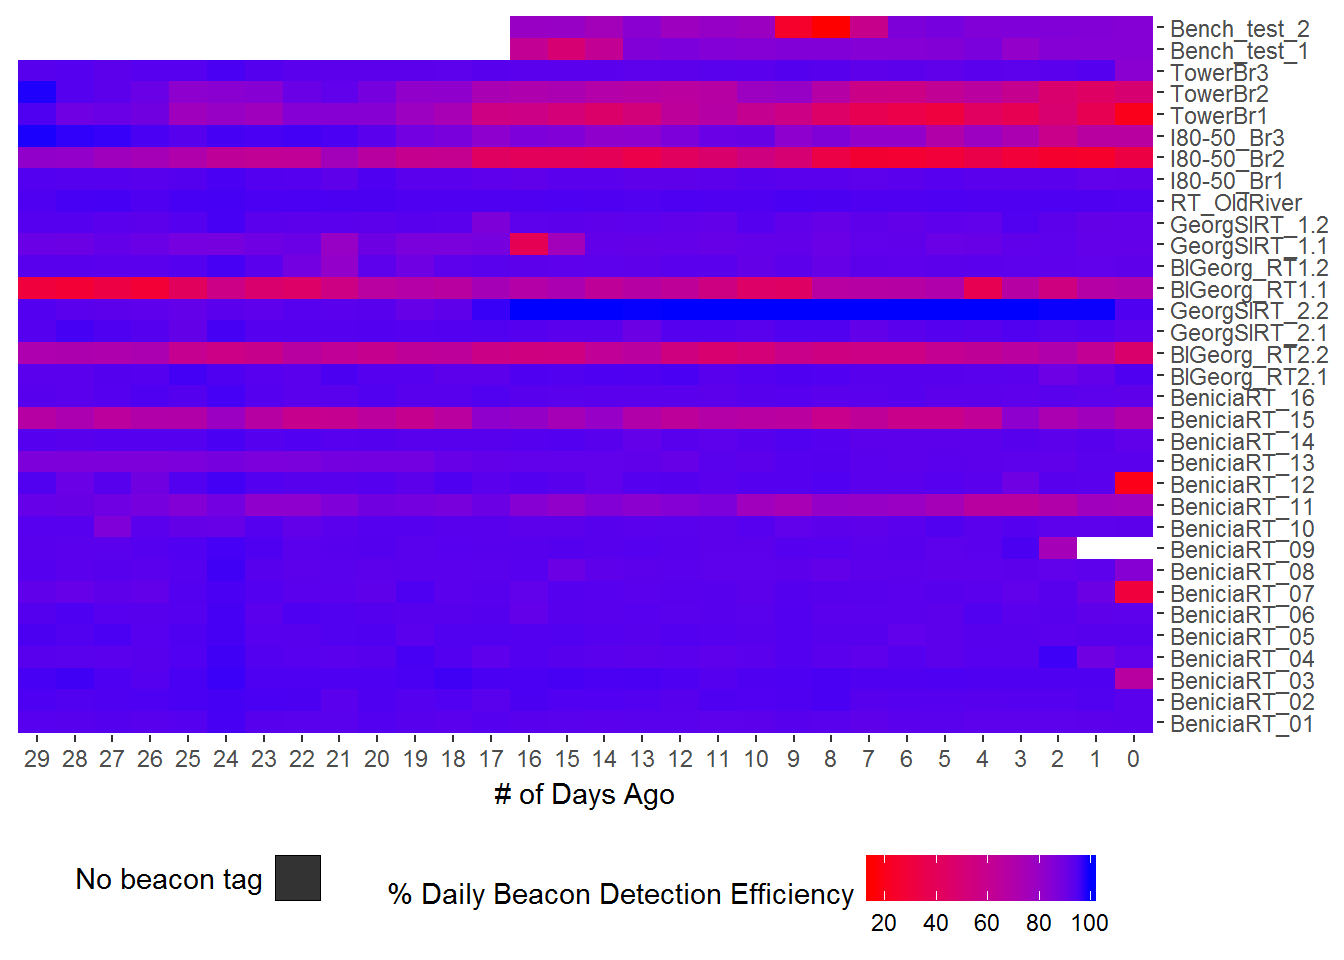 Bench_test_2
Bench_test_1
TowerBr3
TowerBr2
TowerBr1
I80-50_Br3
I80-50_Br2
I80-50_Br1
RT_OldRiver
GeorgSlRT_1.2
GeorgSlRT_1.1
BlGeorg_RT1.2
BlGeorg_RT1.1
GeorgSlRT_2.2
GeorgSlRT_2.1
BlGeorg_RT2.2
BlGeorg_RT2.1
BeniciaRT_16
BeniciaRT_15
BeniciaRT_14
BeniciaRT_13
BeniciaRT_12
BeniciaRT_11
BeniciaRT_10
BeniciaRT_09
BeniciaRT_08
BeniciaRT_07
BeniciaRT_06
BeniciaRT_05
BeniciaRT_04
BeniciaRT_03
BeniciaRT_02
BeniciaRT_01
29 28 27 26 25 24 23 22 21 20 19 18 17 16 15 14 13 12 11 10 9 8 7 6 5 4 3 2 1 0
# of Days Ago
No beacon tag
% Daily Beacon Detection Efficiency
20 40 60 80 100